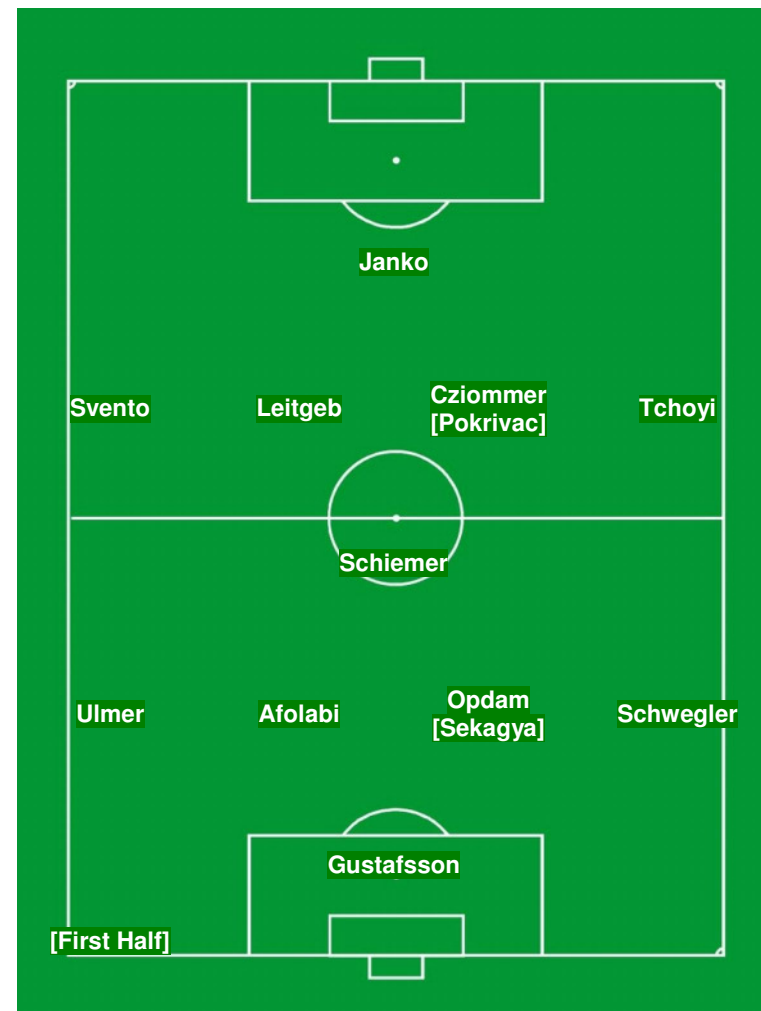 Janko
Svento
Leitgeb
Cziommer
[Pokrivac]
Tchoyi
Schiemer
Ulmer
Afolabi
Opdam
[Sekagya]
Schwegler
Gustafsson
[First Half]